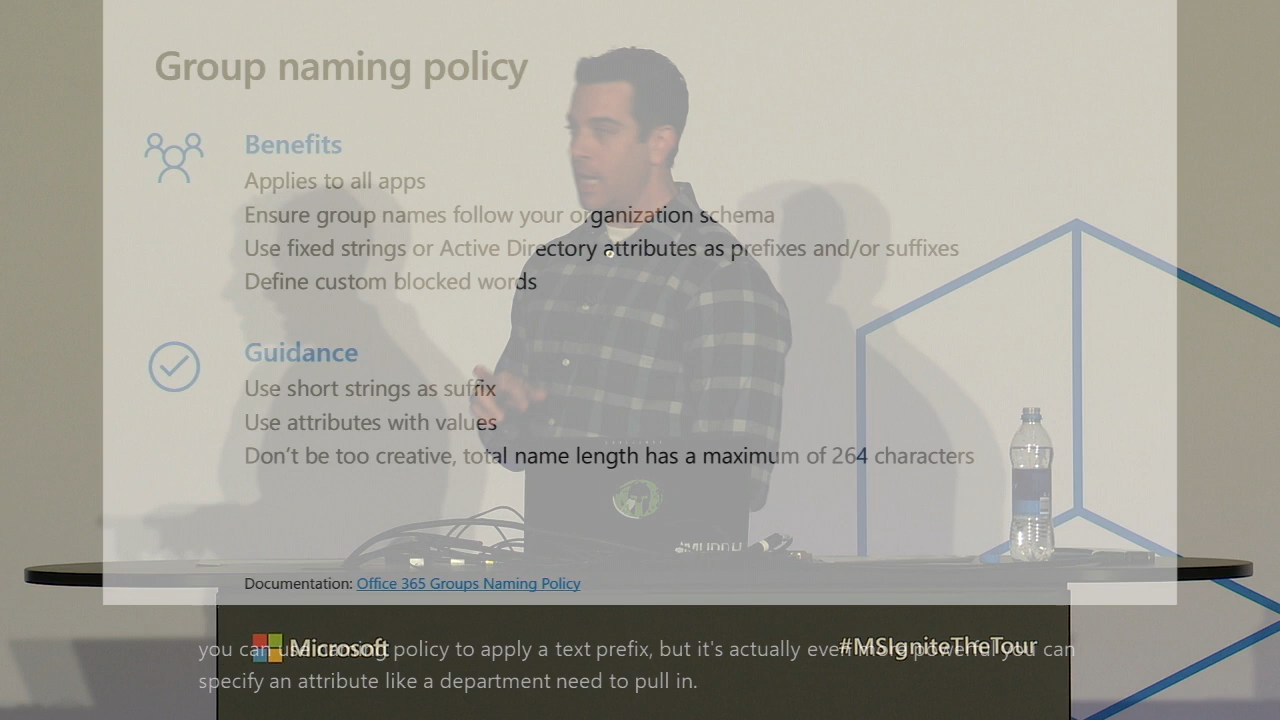 Group naming policy
Benefits
Applies to all apps
Ensure group names follow your organization schema
Use fixed strings or Active Directory attributes as prefixes and/or suffixes
Define custom blocked words
Guidance
Use short strings as suffix
Use attributes with values
Don't be too creative, total name length has a maximum of 264 characters
Documentation: Office 365 Groups Naming Policy
Microsoft
#MSIgniteTheTour
you can use naming policy to apply a text prefix, but it's actually even more powerful you can
specify an attribute like a department need to pull in.